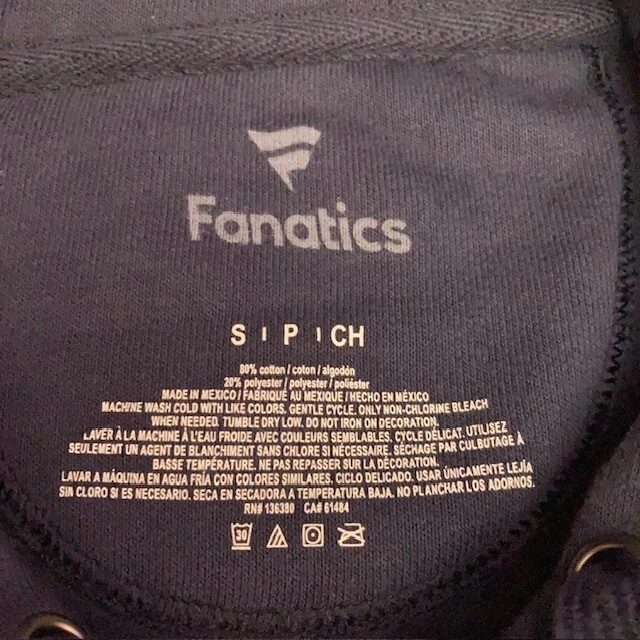 Fanatics
S | P | CH
80% cotton / coton / algodón
20% polyester / polyester / poliéster
MADE IN MEXICO / FABRIQUÉ AU MEXIQUE / HECHO EN MÉXICO
MACHINE WASH COLD WITH LIKE COLORS. GENTLE CYCLE. ONLY NON-CHLORINE BLEACH
WHEN NEEDED. TUMBLE DRY LOW. DO NOT IRON ON DECORATION.
LAVER À LA MACHINE À L'EAU FROIDE AVEC COULEURS SEMBLABLES. CYCLE DÉLICAT. UTILISEZ
SEULEMENT UN AGENT DE BLANCHIMENT SANS CHLORE SI NÉCESSAIRE. SÉCHAGE PAR CULBUTAGE À
BASSE TEMPÉRATURE. NE PAS REPASSER SUR LA DÉCORATION.
LAVAR A MÁQUINA EN AGUA FRÍA CON COLORES SIMILARES. CICLO DELICADO. USAR ÚNICAMENTE LEJÍA
SIN CLORO SI ES NECESARIO. SECA EN SECADORA A TEMPERATURA BAJA. NO PLANCHAR LOS ADORNOS.
RN# 136380 CA# 61484
30